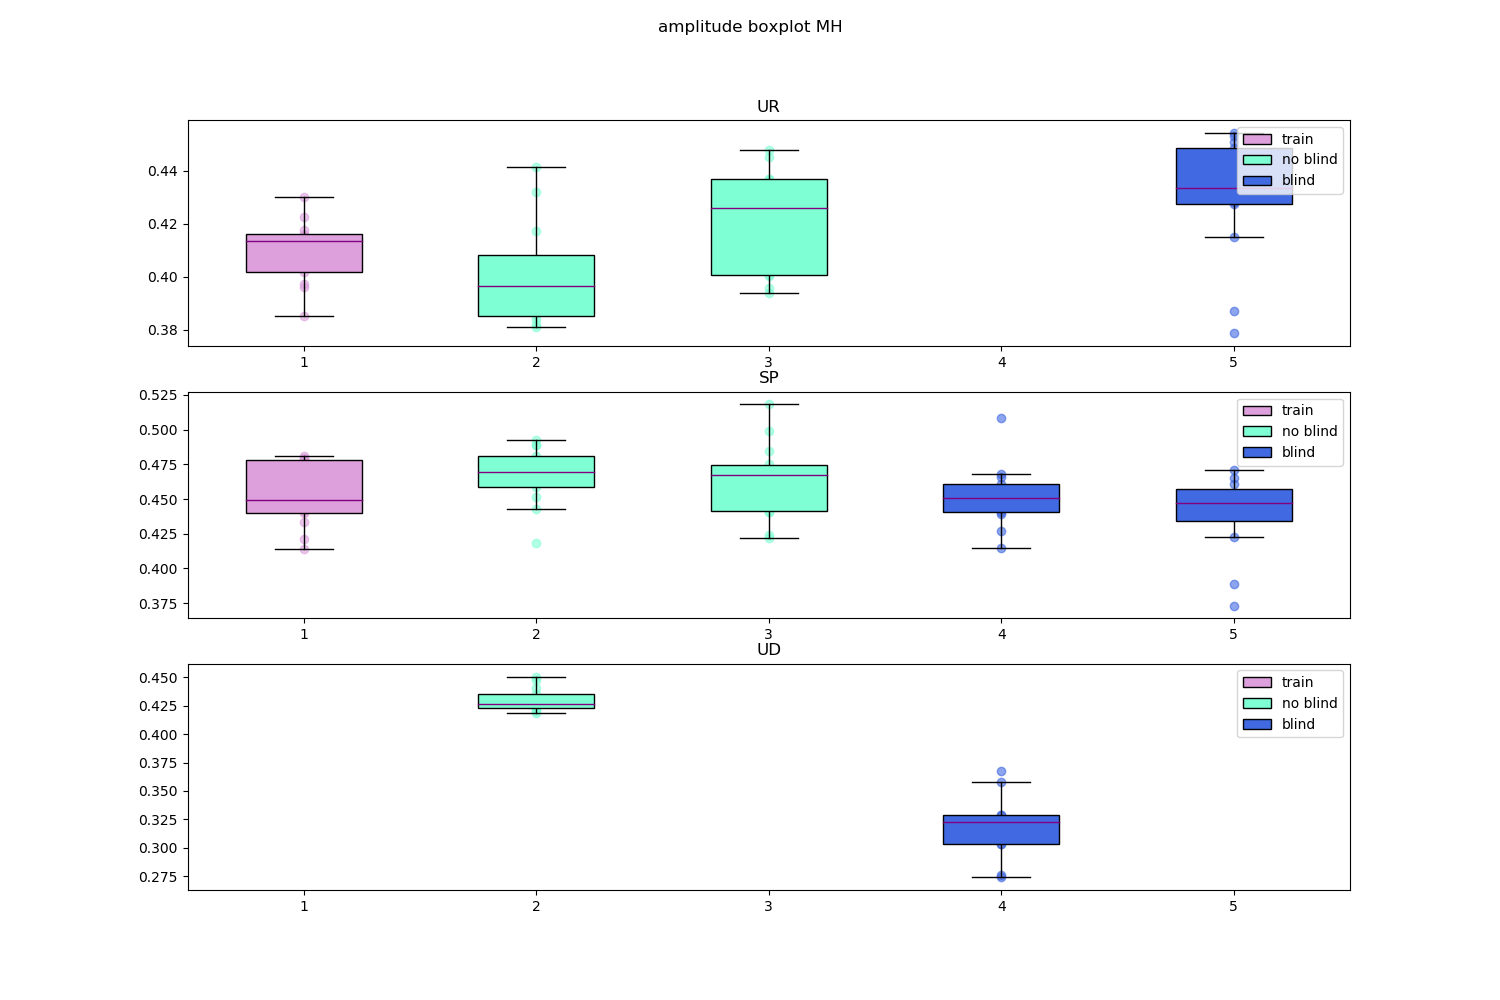 amplitude boxplot MH
UR
0.44
0.42
0.40
0.38
train
no blind
blind
1 2 3 4 5
SP
0.525
0.500
0.475
0.450
0.425
0.400
0.375
train
no blind
blind
1 2 3 4 5
UD
0.450
0.425
0.400
0.375
0.350
0.325
0.300
0.275
train
no blind
blind
1 2 3 4 5